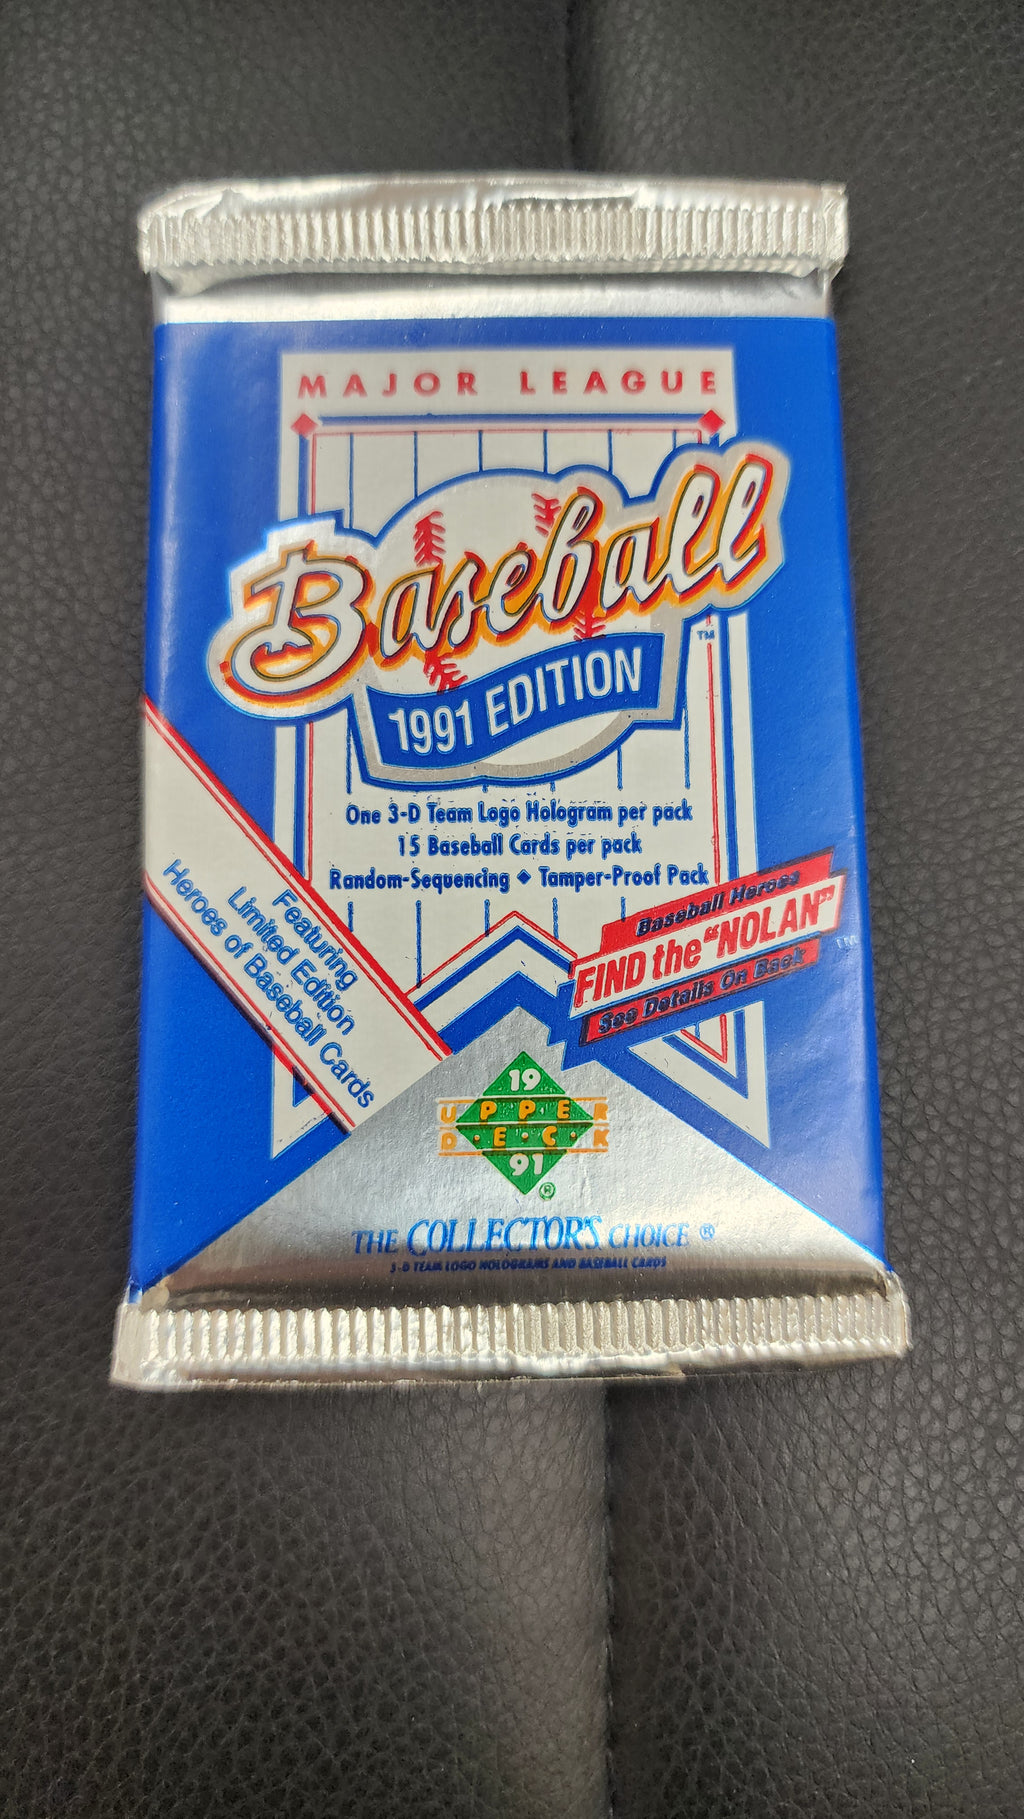 MAJOR LEAGUE
Baseball
TM
1991 EDITION
One 3-D Team Logo Hologram per pack
15 Baseball Cards per pack
Random-Sequencing ◆ Tamper-Proof Pack
Featuring
Limited Edition
Heroes of Baseball Cards
Baseball Heroes
FIND the "NOLAN"
TM
See Details On Back
19
UPPER
D·E·C·K
91
®
THE COLLECTOR'S CHOICE ®
3-D TEAM LOGO HOLOGRAMS AND BASEBALL CARDS